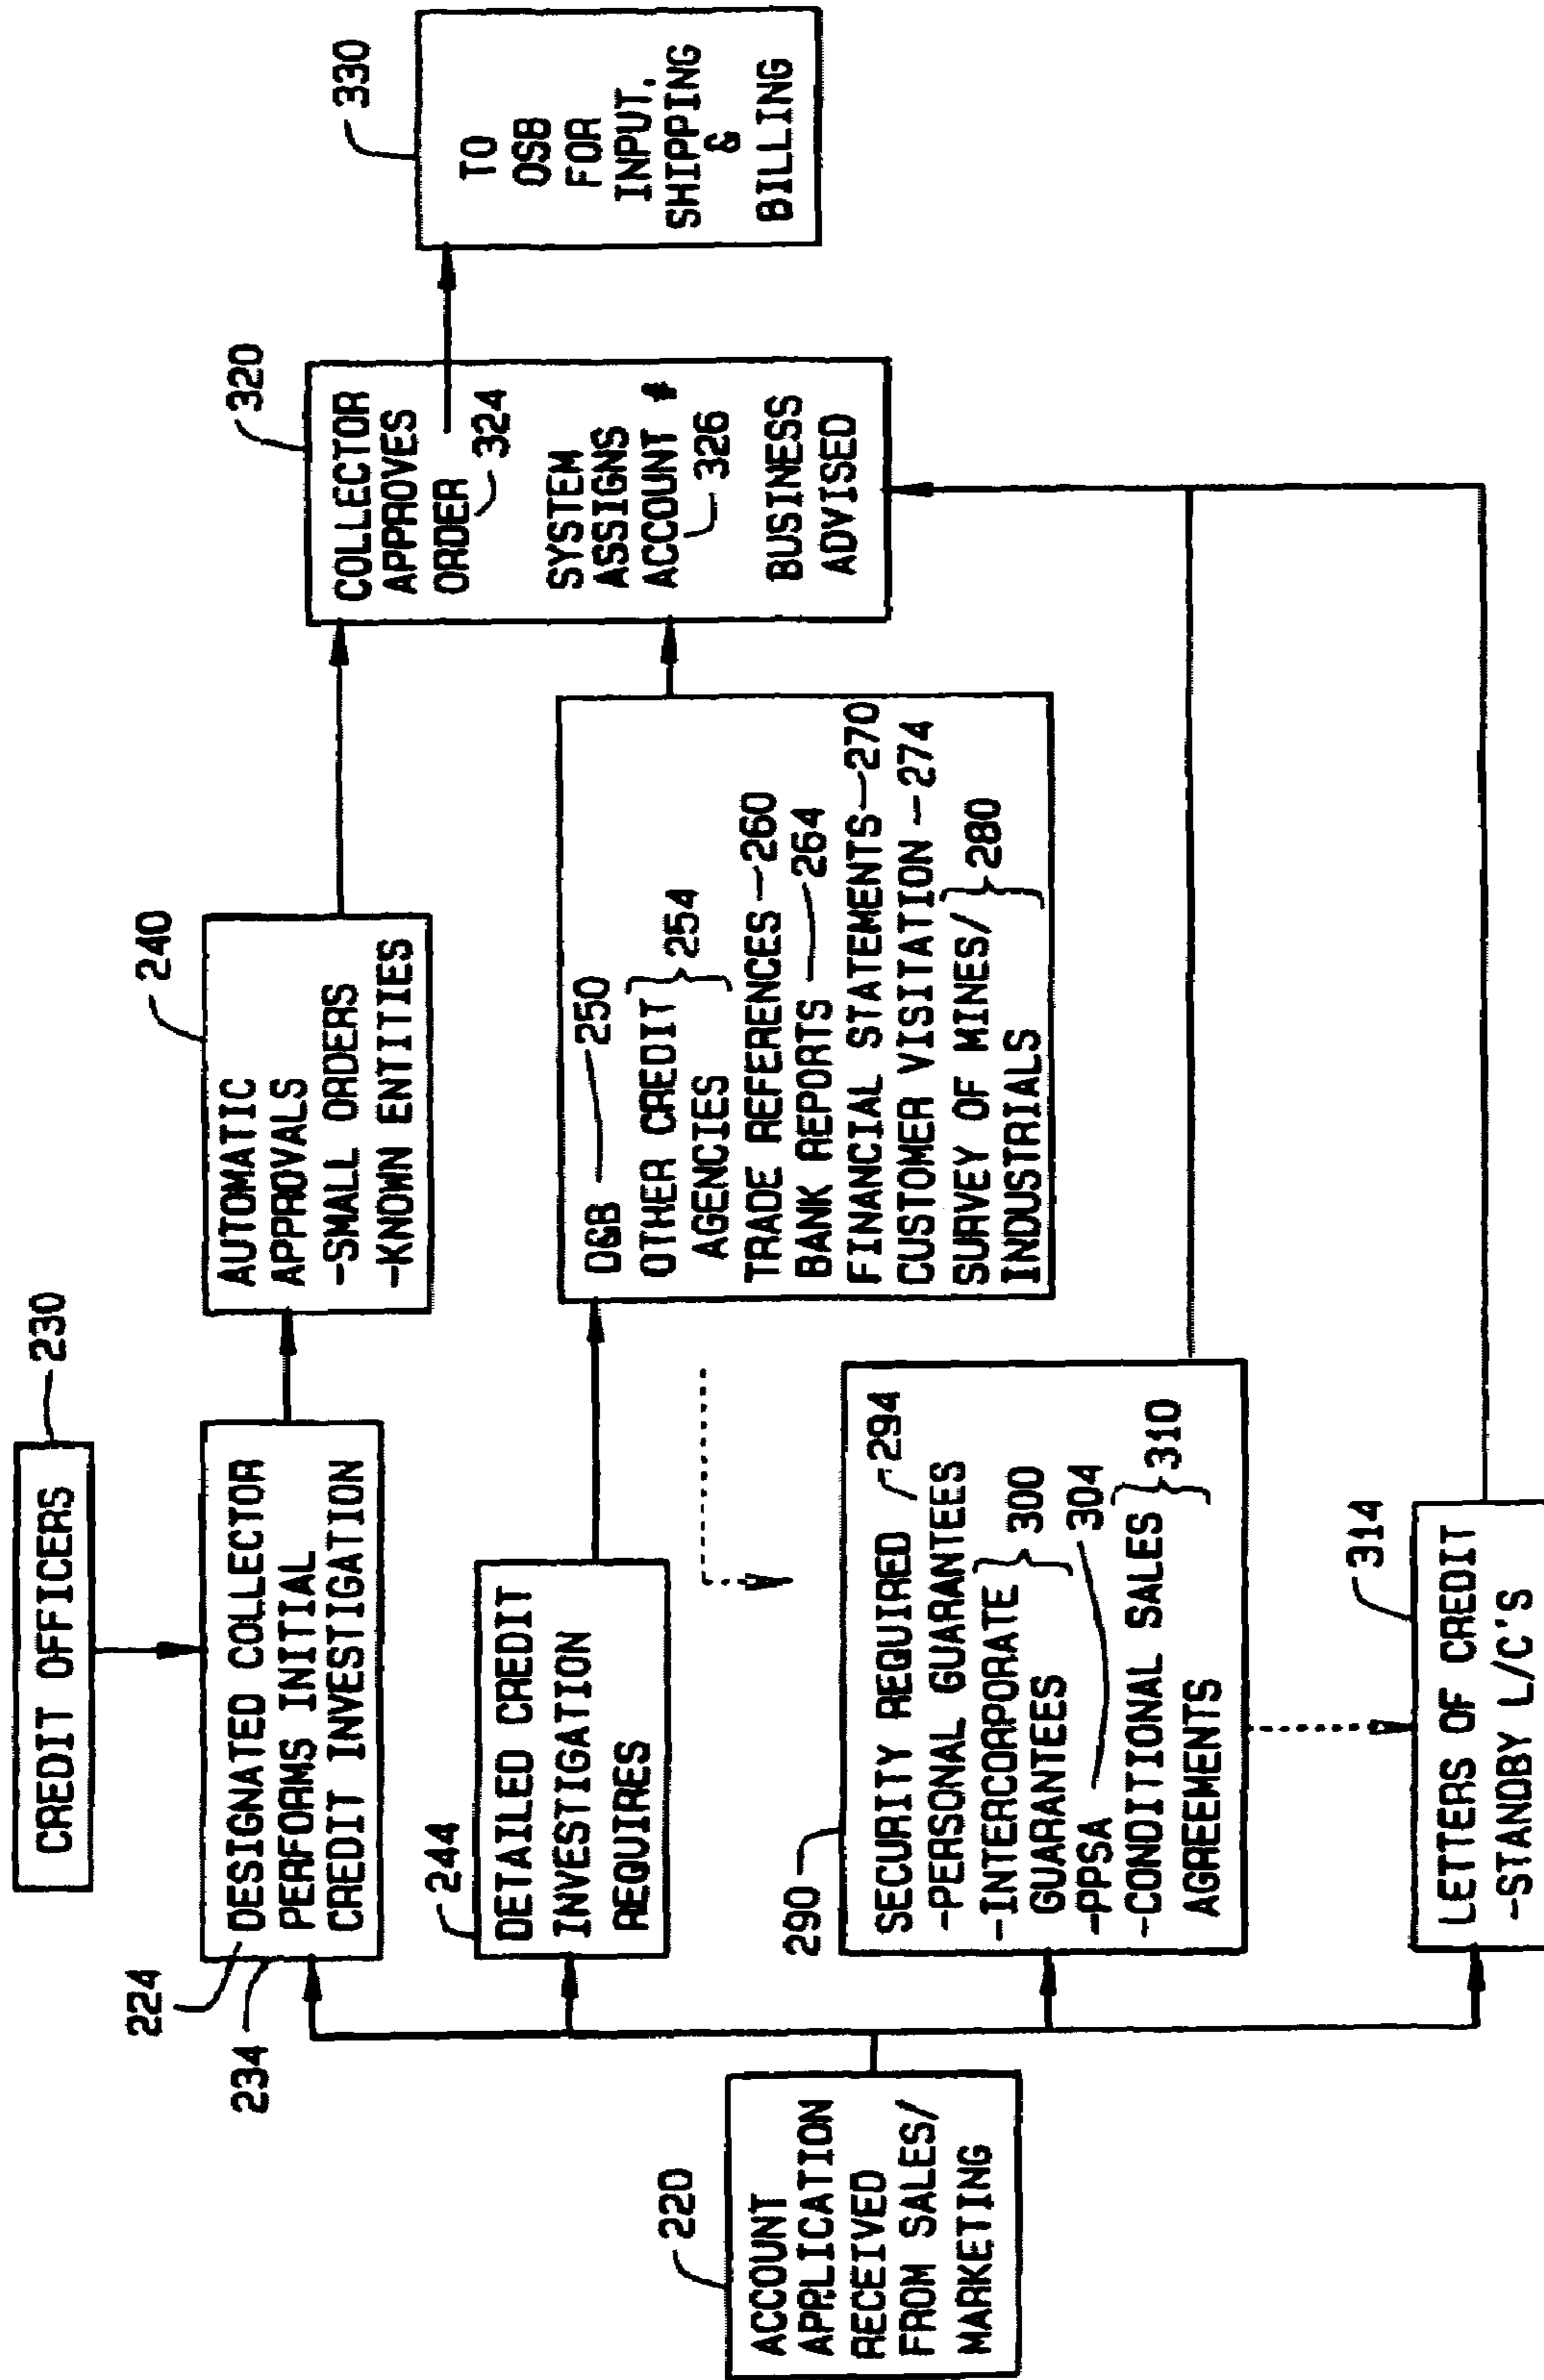 230
CREDIT OFFICERS
224
234
DESIGNATED COLLECTOR
PERFORMS INITIAL
CREDIT INVESTIGATION
240
AUTOMATIC
APPROVALS
-SMALL ORDERS
-KNOWN ENTITIES
220
ACCOUNT
APPLICATION
RECEIVED
FROM SALES/
MARKETING
244
DETAILED CREDIT
INVESTIGATION
REQUIRES
D&B 250
OTHER CREDIT
AGENCIES
254
TRADE REFERENCES 260
BANK REPORTS 264
FINANCIAL STATEMENTS 270
CUSTOMER VISITATION 274
SURVEY OF MINES/
INDUSTRIALS
280
290
SECURITY REQUIRED 294
-PERSONAL GUARANTEES
-INTERCORPORATE
GUARANTEES
300
-PPSA 304
-CONDITIONAL SALES
AGREEMENTS
310
314
LETTERS OF CREDIT
-STANDBY L/C'S
320
COLLECTOR
APPROVES
ORDER
324
SYSTEM
ASSIGNS
ACCOUNT #
326
BUSINESS
ADVISED
330
TO
OSB
FOR
INPUT,
SHIPPING
&
BILLING